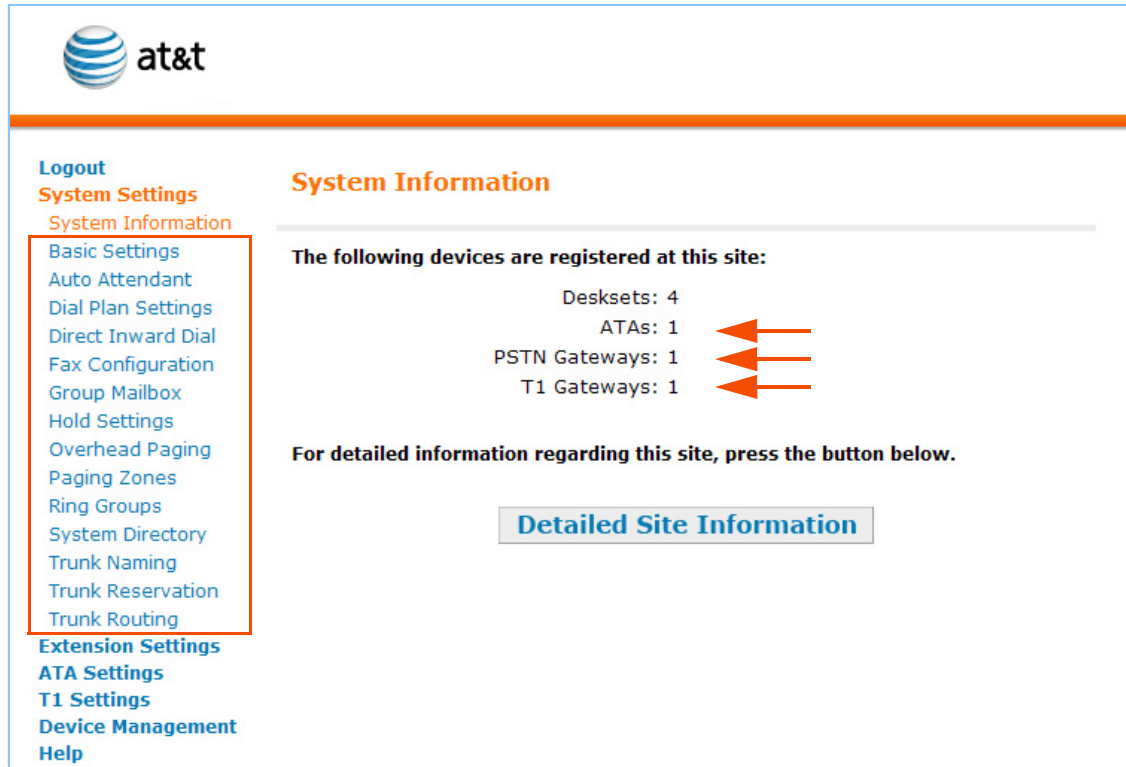 at&t
Logout
System Settings
System Information
Basic Settings
Auto Attendant
Dial Plan Settings
Direct Inward Dial
Fax Configuration
Group Mailbox
Hold Settings
Overhead Paging
Paging Zones
Ring Groups
System Directory
Trunk Naming
Trunk Reservation
Trunk Routing
Extension Settings
ATA Settings
T1 Settings
Device Management
Help
System Information
The following devices are registered at this site:
Desksets: 4
ATAs: 1
PSTN Gateways: 1
T1 Gateways: 1
For detailed information regarding this site, press the button below.
Detailed Site Information